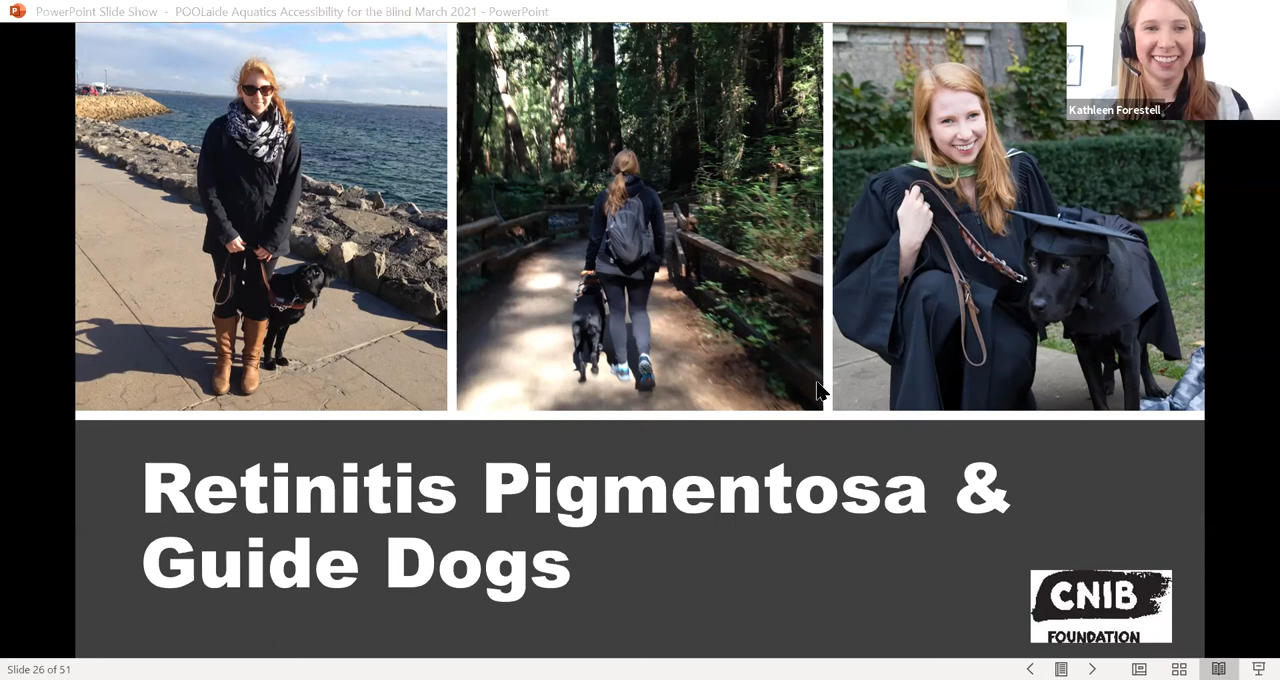 PowerPoint Slide Show - POOLaide Aquatics Accessibility for the Blind March 2021 - PowerPoint
Kathleen Forestell
Retinitis Pigmentosa &
Guide Dogs
CNIB
FOUNDATION
Slide 26 of 51